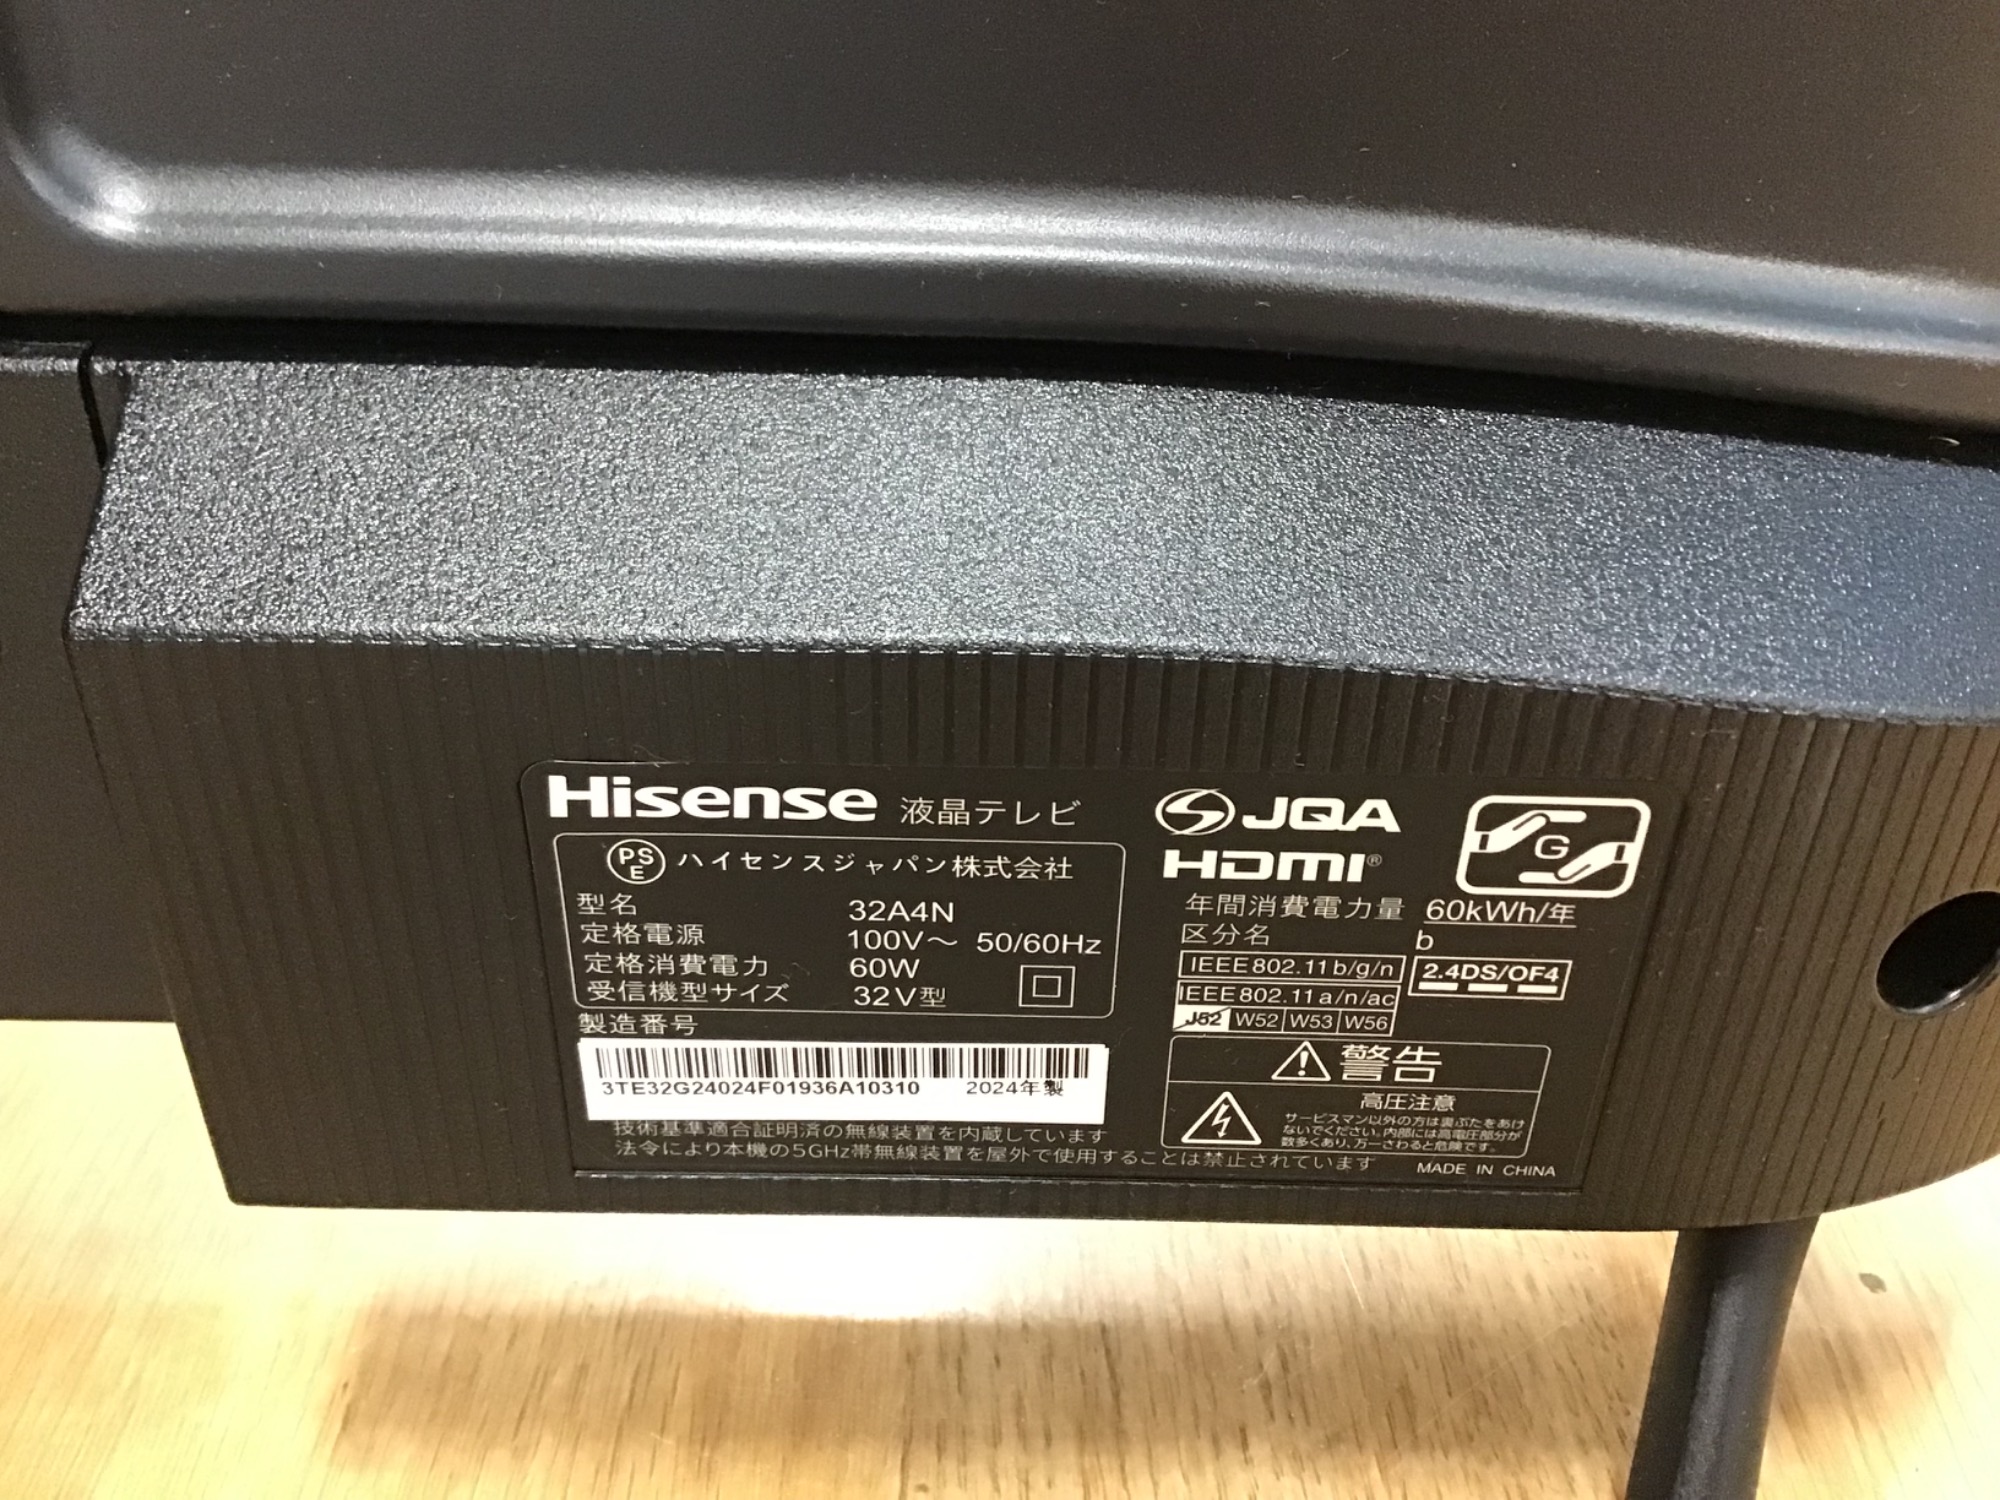 Hisense 液晶テレビ
PSE ハイセンスジャパン株式会社
型名 32A4N
定格電源 100V～ 50/60Hz
定格消費電力 60W
受信機型サイズ 32V型
製造番号
3TE32G24024F01936A10310 2024年製
技術基準適合証明済の無線装置を内蔵しています
法令により本機の5GHz帯無線装置を屋外で使用することは禁止されています
JQA
HDMI®
G
年間消費電力量 60kWh/年
区分名 b
IEEE802.11b/g/n 2.4DS/OF4
IEEE802.11a/n/ac
J52 W52 W53 W56
警告
高圧注意
サービスマン以外の方は裏ぶたをあけ
ないでください。内部には高電圧部分が
数多くあり、万一さわると危険です。
MADE IN CHINA